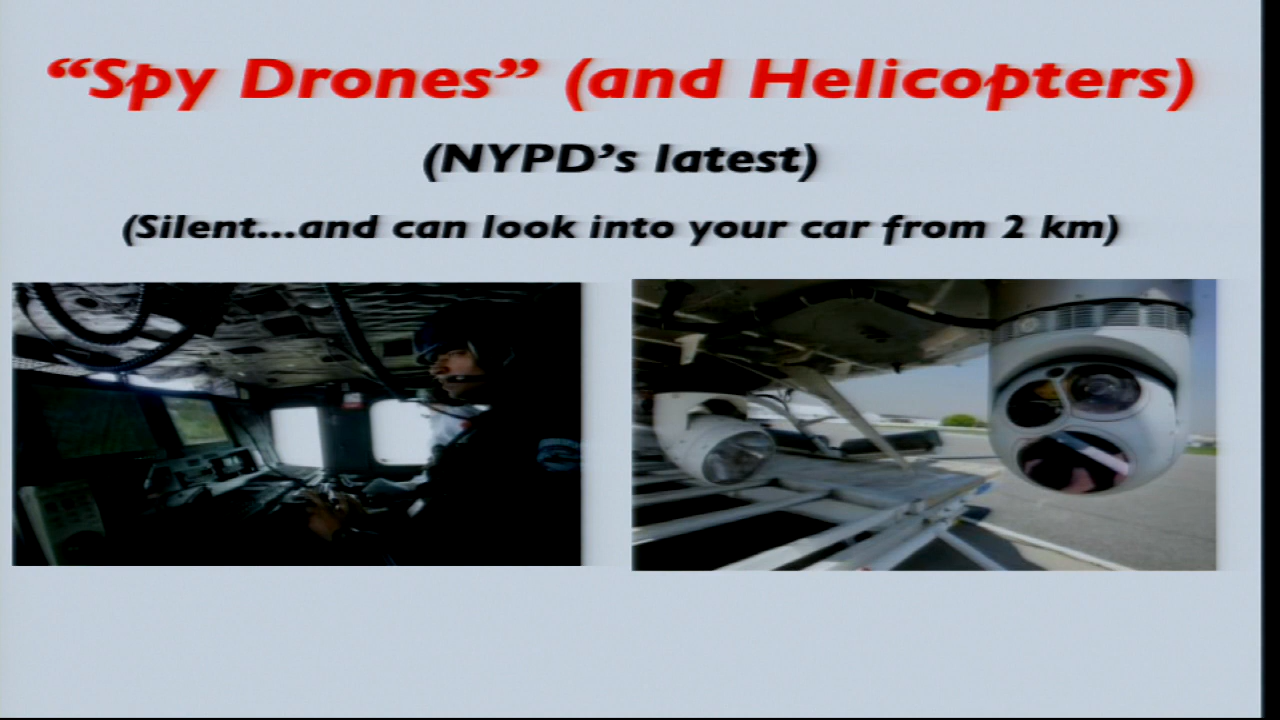 “Spy Drones” (and Helicopters)
(NYPD’s latest)
(Silent...and can look into your car from 2 km)